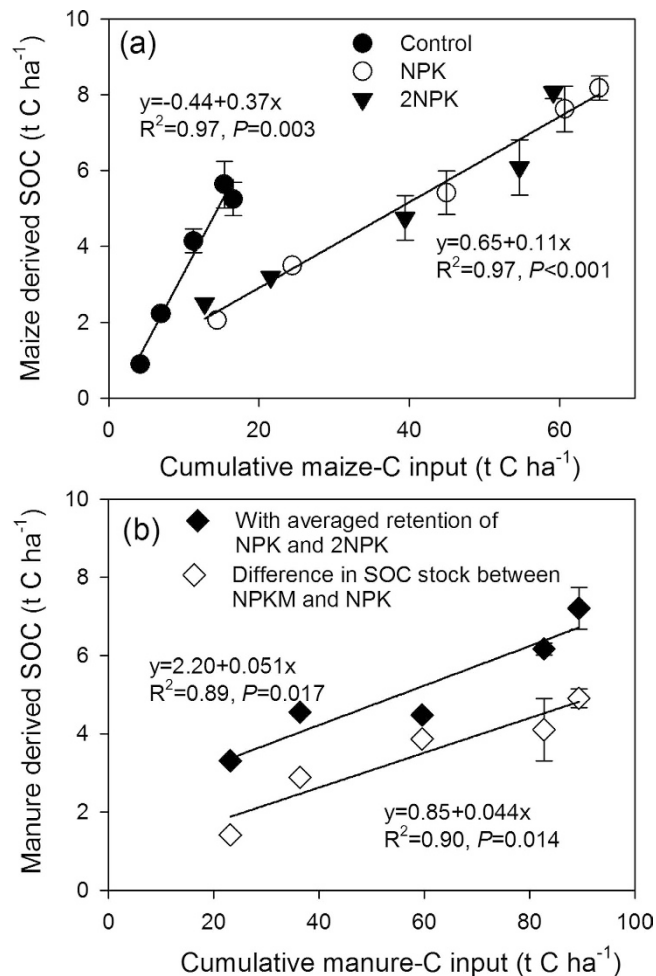 (a)
Control
NPK
2NPK
y=-0.44+0.37x
R²=0.97, P=0.003
y=0.65+0.11x
R²=0.97, P<0.001
Maize derived SOC (t C ha⁻¹)
10
8
6
4
2
0
0 20 40 60
Cumulative maize-C input (t C ha⁻¹)
(b)
With averaged retention of
NPK and 2NPK
Difference in SOC stock between
NPKM and NPK
y=2.20+0.051x
R²=0.89, P=0.017
y=0.85+0.044x
R²=0.90, P=0.014
Manure derived SOC (t C ha⁻¹)
10
8
6
4
2
0
0 20 40 60 80 100
Cumulative manure-C input (t C ha⁻¹)